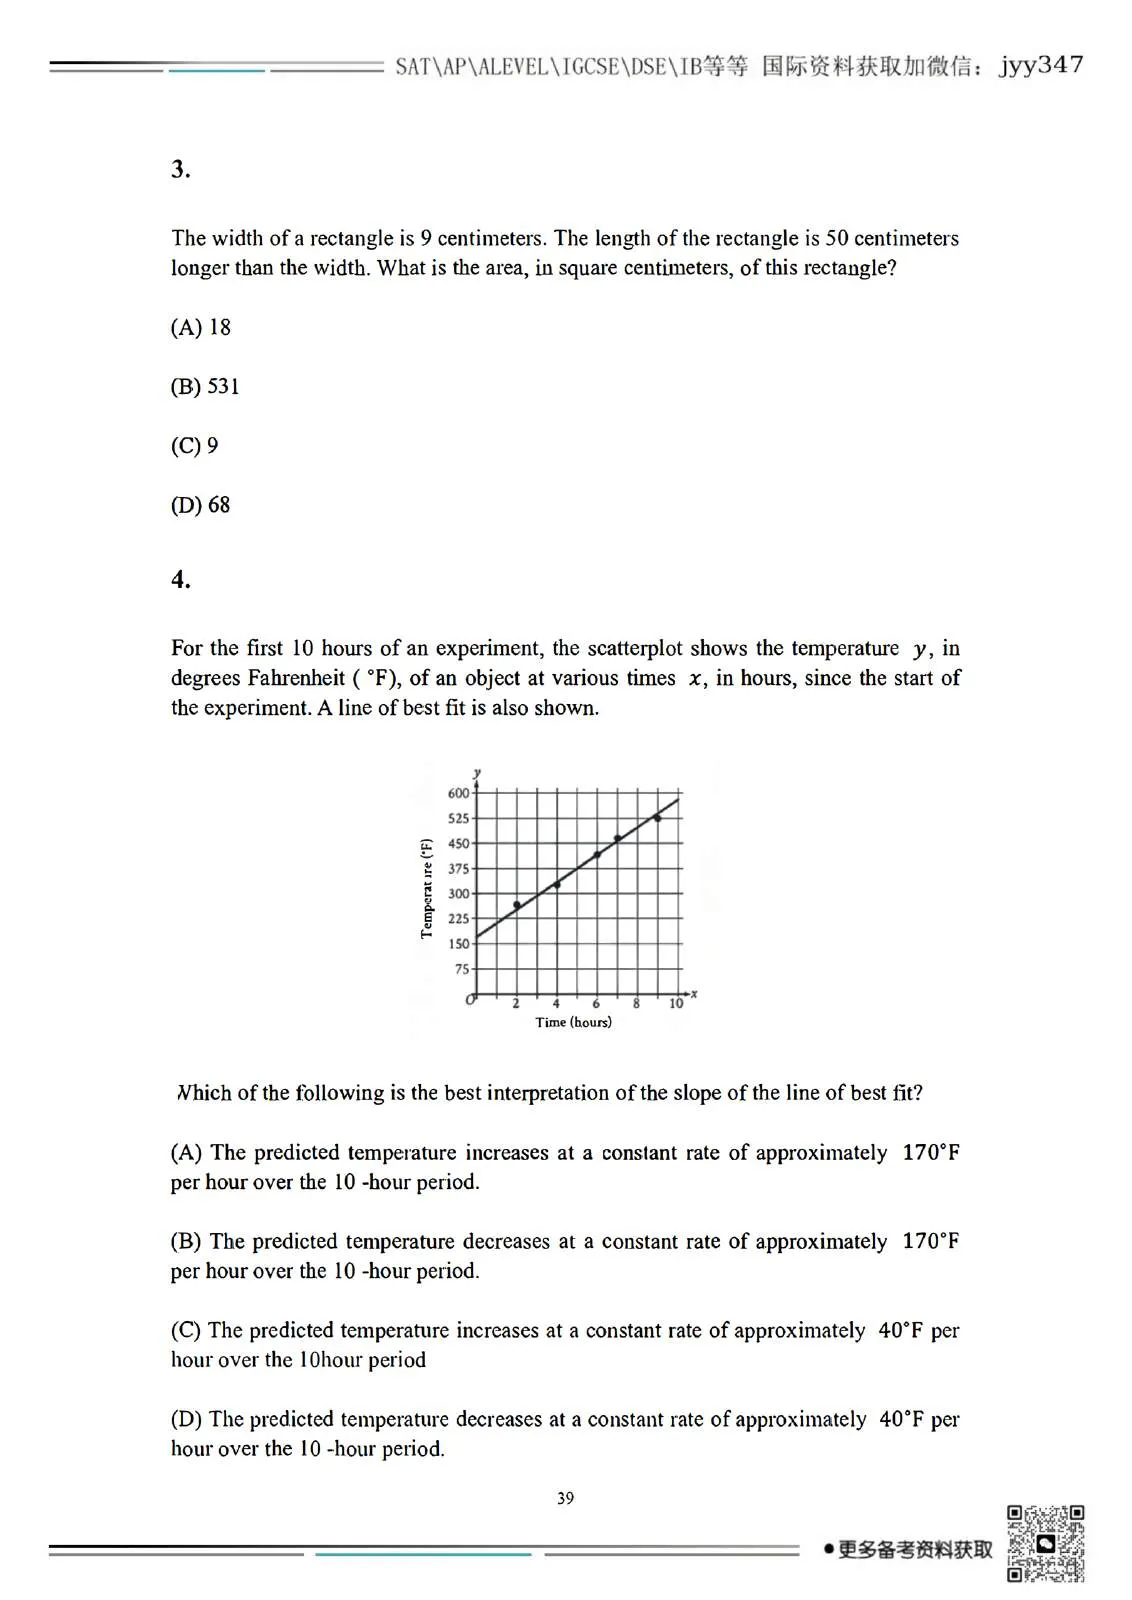 SAT\AP\ALEVEL\IGCSE\DSE\IB等等 国际资料获取加微信：jyy347
3.
The width of a rectangle is 9 centimeters. The length of the rectangle is 50 centimeters
longer than the width. What is the area, in square centimeters, of this rectangle?
(A) 18
(B) 531
(C) 9
(D) 68
4.
For the first 10 hours of an experiment, the scatterplot shows the temperature y, in
degrees Fahrenheit ( °F), of an object at various times x, in hours, since the start of
the experiment. A line of best fit is also shown.
y
600
525
450
375
300
225
150
75
O
2 4 6 8 10 x
Temperature (°F)
Time (hours)
Which of the following is the best interpretation of the slope of the line of best fit?
(A) The predicted temperature increases at a constant rate of approximately 170°F
per hour over the 10 -hour period.
(B) The predicted temperature decreases at a constant rate of approximately 170°F
per hour over the 10 -hour period.
(C) The predicted temperature increases at a constant rate of approximately 40°F per
hour over the 10hour period
(D) The predicted temperature decreases at a constant rate of approximately 40°F per
hour over the 10 -hour period.
39
●更多备考资料获取